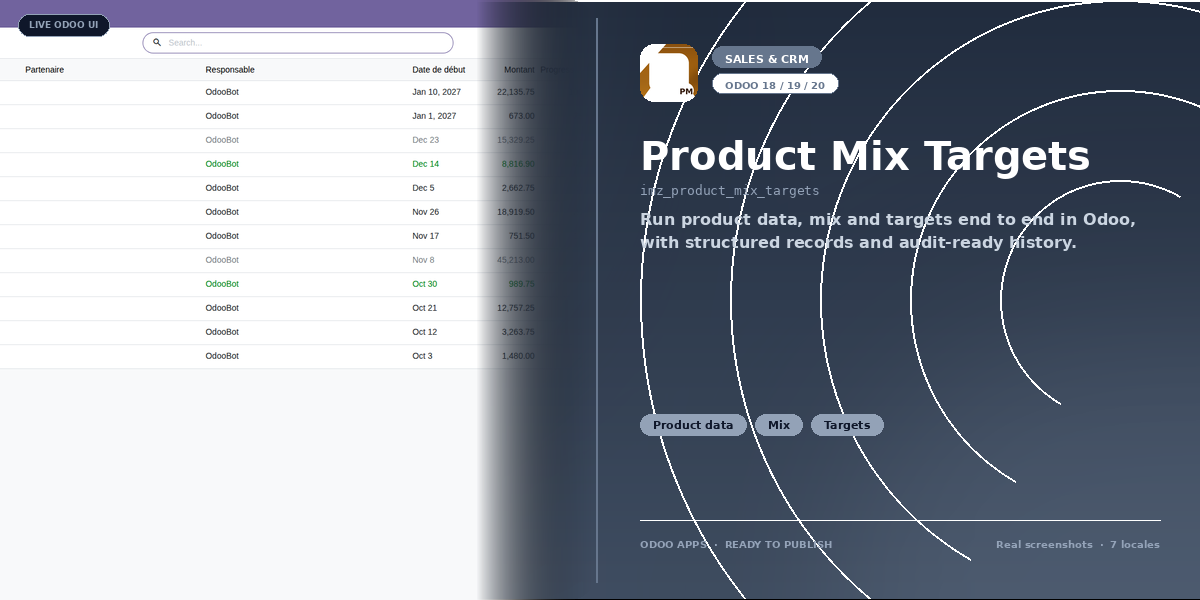 LIVE ODOO UI
Search...
Partenaire Responsable Date de début Montant
OdooBot Jan 10, 2027 22,135.75
OdooBot Jan 1, 2027 673.00
OdooBot Dec 23 15,329.25
OdooBot Dec 14 8,816.90
OdooBot Dec 5 2,662.75
OdooBot Nov 26 18,919.50
OdooBot Nov 17 751.50
OdooBot Nov 8 45,213.00
OdooBot Oct 30 989.75
OdooBot Oct 21 12,757.25
OdooBot Oct 12 3,263.75
OdooBot Oct 3 1,480.00
PM
SALES & CRM
ODOO 18 / 19 / 20
Product Mix Targets
imz_product_mix_targets
Run product data, mix and targets end to end in Odoo,
with structured records and audit-ready history.
Product data Mix Targets
ODOO APPS · READY TO PUBLISH
Real screenshots · 7 locales